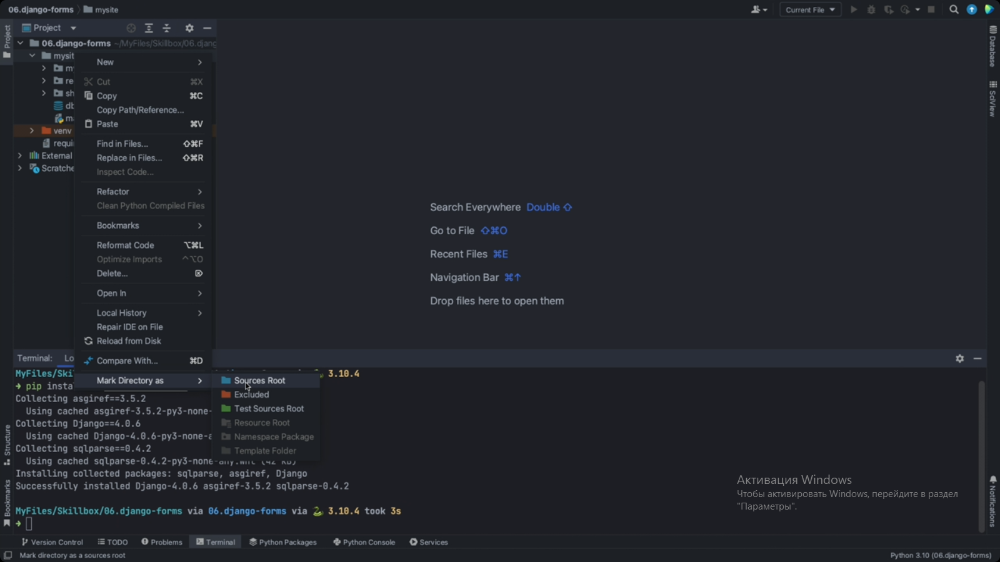 06.django-forms mysite
Current File
Project
Project
06.django-forms ~/MyFiles/Skillbox/06.djang
mysit
my
re
sh
db
ma
venv
requi
External
Scratche
New
Cut ⌘X
Copy ⌘C
Copy Path/Reference...
Paste ⌘V
Find in Files... ⇧⌘F
Replace in Files... ⇧⌘R
Inspect Code...
Refactor
Clean Python Compiled Files
Bookmarks
Reformat Code ⌥⌘L
Optimize Imports ^⌥O
Delete... ⌦
Open In
Local History
Repair IDE on File
Reload from Disk
Compare With... ⌘D
Mark Directory as
Sources Root
Excluded
Test Sources Root
Resource Root
Namespace Package
Template Folder
Search Everywhere Double ⇧
Go to File ⇧⌘O
Recent Files ⌘E
Navigation Bar ⌘↑
Drop files here to open them
Database
SciView
Notifications
Structure
Bookmarks
Terminal: Lo
MyFiles/Ski 3.10.4
➜ pip insta
Collecting asgiref==3.5.2
Using cached asgiref-3.5.2-py3-none-
Collecting Django==4.0.6
Using cached Django-4.0.6-py3-none-a
Collecting sqlparse==0.4.2
Using cached sqlparse-0.4.2-py3-none-any.whl (42 kB)
Installing collected packages: sqlparse, asgiref, Django
Successfully installed Django-4.0.6 asgiref-3.5.2 sqlparse-0.4.2
MyFiles/Skillbox/06.django-forms via 06.django-forms via 🐍 3.10.4 took 3s
➜
Активация Windows
Чтобы активировать Windows, перейдите в раздел
"Параметры".
Version Control TODO Problems Terminal Python Packages Python Console Services
Mark directory as a sources root
Python 3.10 (06.django-forms)